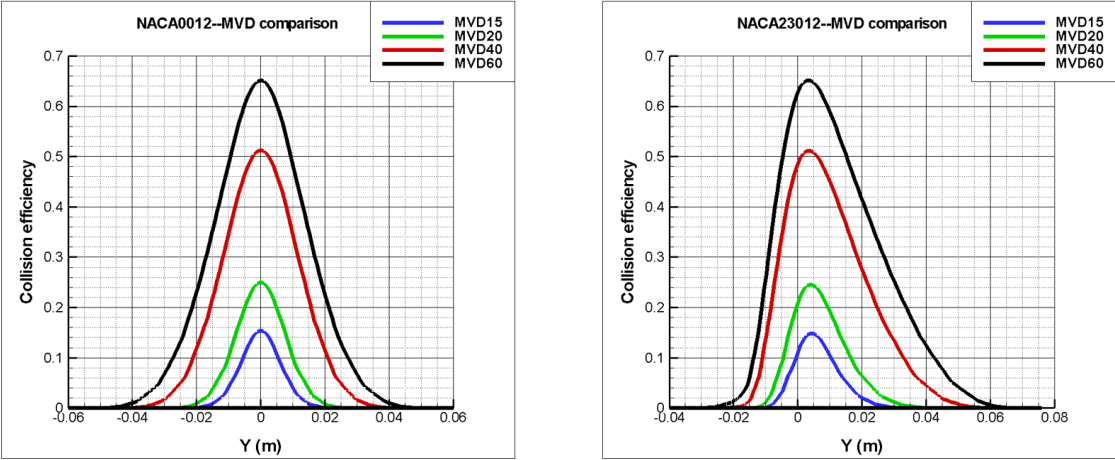 NACA0012--MVD comparison
MVD15
MVD20
MVD40
MVD60
0.7
0.6
0.5
0.4
0.3
0.2
0.1
0
Collision efficiency
-0.06
-0.04
-0.02
0
0.02
0.04
0.06
Y (m)
NACA23012--MVD comparison
MVD15
MVD20
MVD40
MVD60
0.7
0.6
0.5
0.4
0.3
0.2
0.1
0
Collision efficiency
-0.04
-0.02
0
0.02
0.04
0.06
0.08
Y (m)